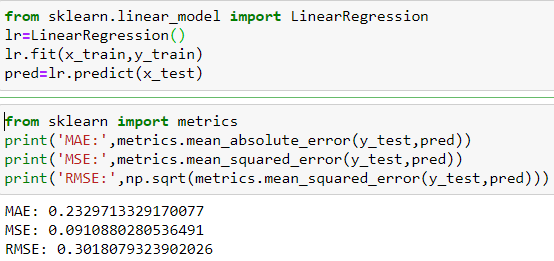 from sklearn.linear_model import LinearRegression
lr=LinearRegression()
lr.fit(x_train,y_train)
pred=lr.predict(x_test)
from sklearn import metrics
print('MAE:',metrics.mean_absolute_error(y_test,pred))
print('MSE:',metrics.mean_squared_error(y_test,pred))
print('RMSE:',np.sqrt(metrics.mean_squared_error(y_test,pred)))
MAE: 0.2329713329170077
MSE: 0.0910880280536491
RMSE: 0.3018079323902026